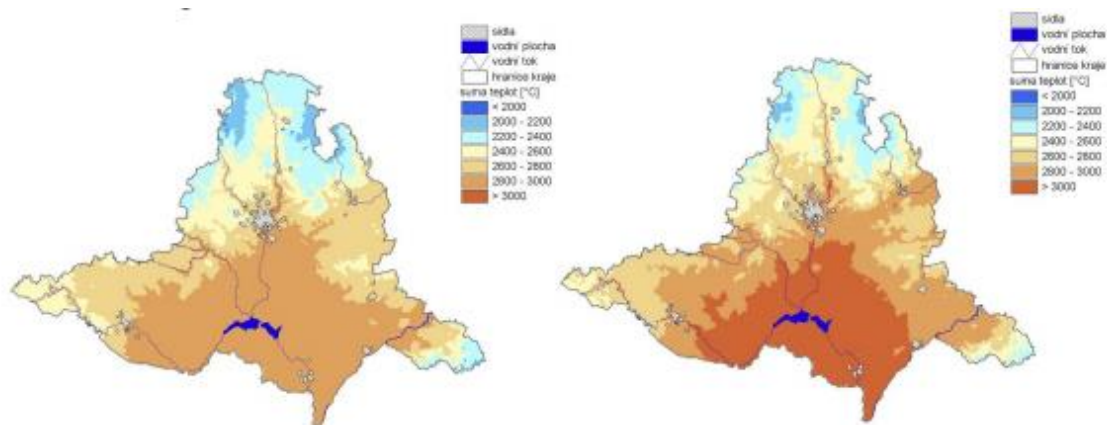 sídla
vodní plocha
vodní tok
hranice kraje
suma teplot [°C]
< 2000
2000 - 2200
2200 - 2400
2400 - 2600
2600 - 2800
2800 - 3000
> 3000
sídla
vodní plocha
vodní tok
hranice kraje
suma teplot [°C]
< 2000
2000 - 2200
2200 - 2400
2400 - 2600
2600 - 2800
2800 - 3000
> 3000